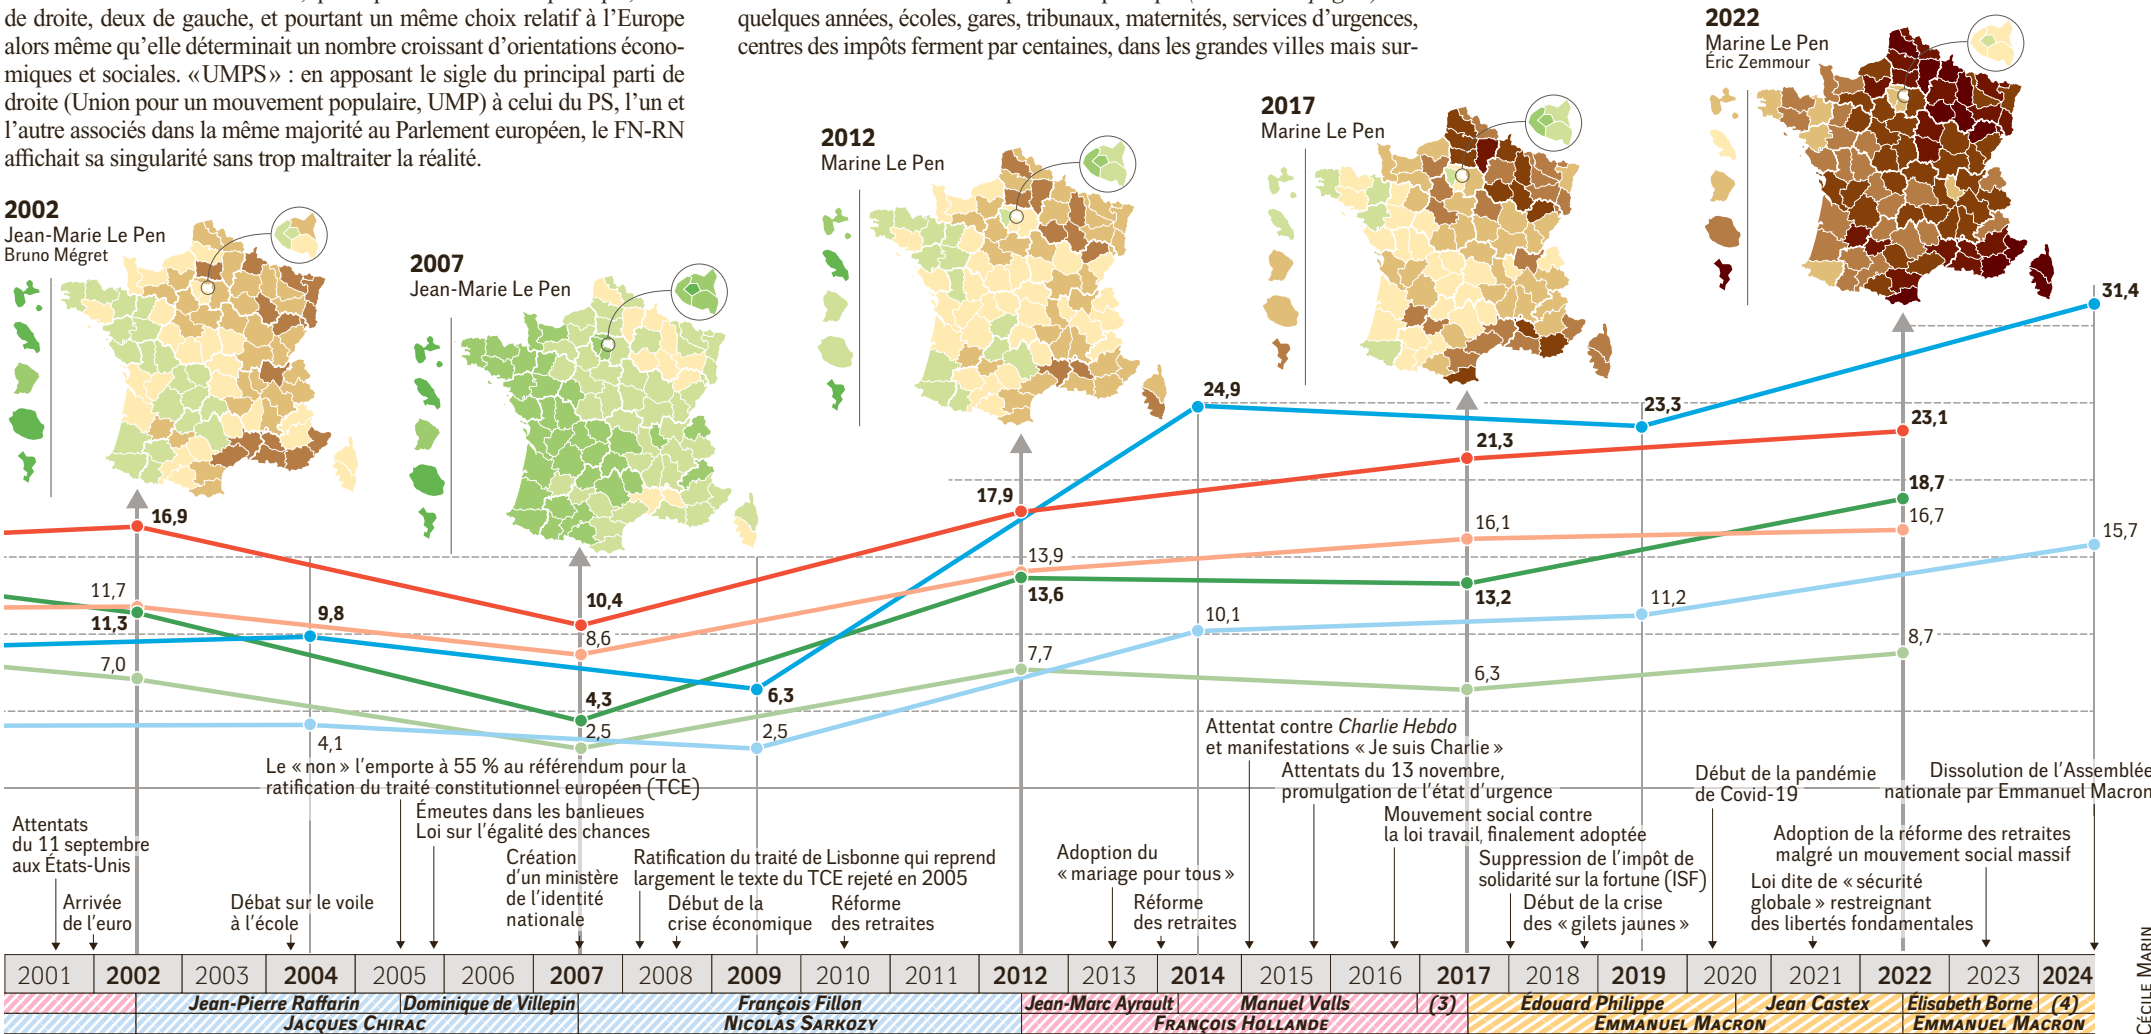 de droite, deux de gauche, et pourtant un même choix relatif à l’Europe
alors même qu’elle déterminait un nombre croissant d’orientations écono-
miques et sociales. «UMPS» : en apposant le sigle du principal parti de
droite (Union pour un mouvement populaire, UMP) à celui du PS, l’un et
l’autre associés dans la même majorité au Parlement européen, le FN-RN
affichait sa singularité sans trop maltraiter la réalité.
quelques années, écoles, gares, tribunaux, maternités, services d’urgences,
centres des impôts ferment par centaines, dans les grandes villes mais sur-
2002
Jean-Marie Le Pen
Bruno Mégret
2007
Jean-Marie Le Pen
2012
Marine Le Pen
2017
Marine Le Pen
2022
Marine Le Pen
Éric Zemmour
31,4
24,9
23,3
23,1
21,3
18,7
17,9
16,9
16,1
16,7
15,7
13,9
13,6
13,2
11,7
11,3
9,8
10,4
8,6
10,1
11,2
7,0
7,7
8,7
6,3
6,3
4,3
2,5
2,5
4,1
Le « non » l’emporte à 55 % au référendum pour la
ratification du traité constitutionnel européen (TCE)
Émeutes dans les banlieues
Loi sur l’égalité des chances
Attentats
du 11 septembre
aux États-Unis
Arrivée
de l’euro
Débat sur le voile
à l’école
Création
d’un ministère
de l’identité
nationale
Ratification du traité de Lisbonne qui reprend
largement le texte du TCE rejeté en 2005
Début de la
crise économique
Réforme
des retraites
Adoption du
« mariage pour tous »
Réforme
des retraites
Attentat contre Charlie Hebdo
et manifestations « Je suis Charlie »
Attentats du 13 novembre,
promulgation de l’état d’urgence
Mouvement social contre
la loi travail, finalement adoptée
Suppression de l’impôt de
solidarité sur la fortune (ISF)
Début de la crise
des « gilets jaunes »
Début de la pandémie
de Covid-19
Dissolution de l’Assemblée
nationale par Emmanuel Macron
Adoption de la réforme des retraites
malgré un mouvement social massif
Loi dite de « sécurité
globale » restreignant
des libertés fondamentales
2001 2002 2003 2004 2005 2006 2007 2008 2009 2010 2011 2012 2013 2014 2015 2016 2017 2018 2019 2020 2021 2022 2023 2024
Jean-Pierre Raffarin Dominique de Villepin François Fillon Jean-Marc Ayrault Manuel Valls (3) Édouard Philippe Jean Castex Élisabeth Borne (4)
JACQUES CHIRAC NICOLAS SARKOZY FRANÇOIS HOLLANDE EMMANUEL MACRON EMMANUEL MACRON
CÉCILE MARIN